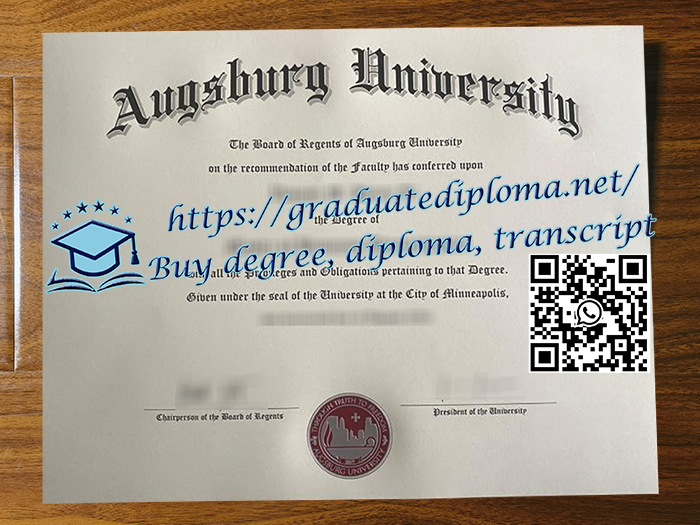 Augsburg University
The Board of Regents of Augsburg University
on the recommendation of the Faculty has conferred upon
https://graduatediploma.net/
the Degree of
Buy degree, diploma, transcript
all the Privileges and Obligations pertaining to that Degree.
Given under the seal of the University at the City of Minneapolis,
Chairperson of the Board of Regents
President of the University
THROUGH TRUTH TO FREEDOM
AUGSBURG UNIVERSITY